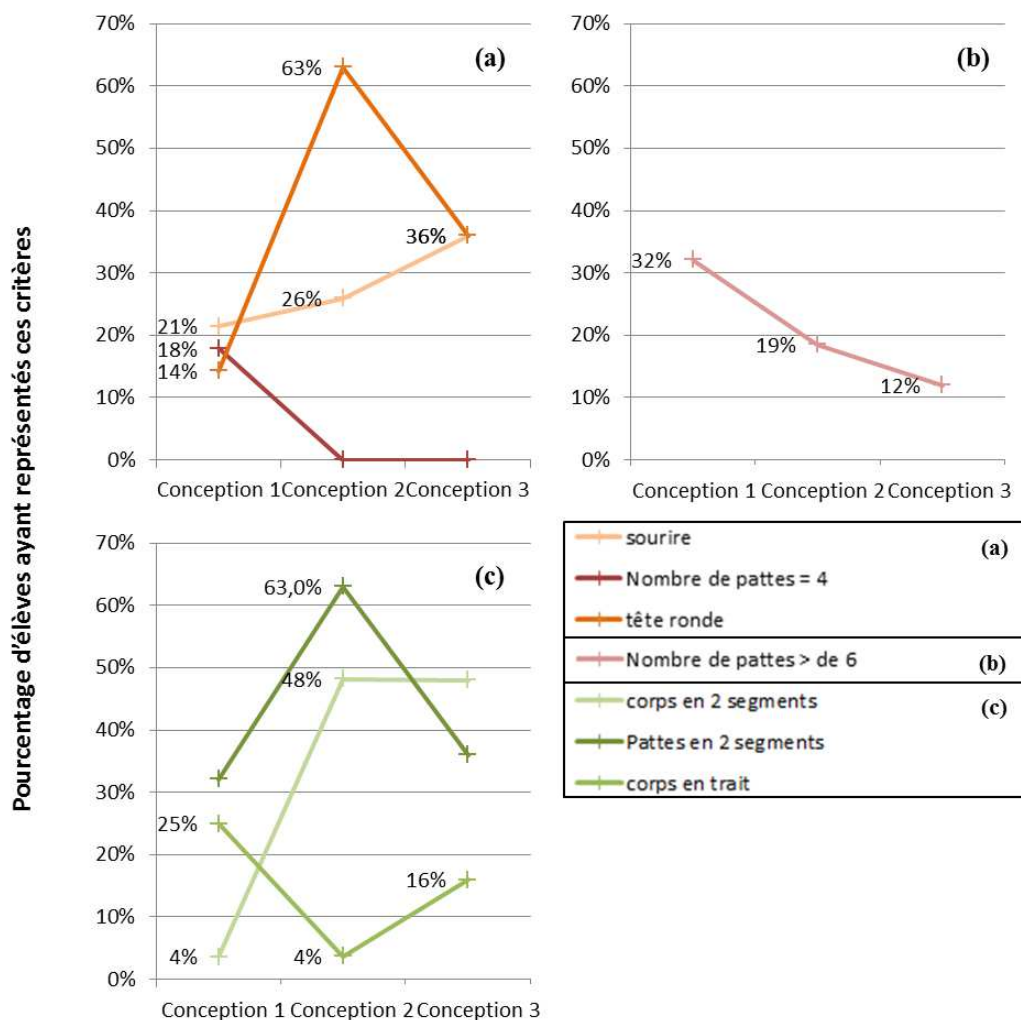 Pourcentage d'élèves ayant représentés ces critères
70%
60%
50%
40%
30%
20%
10%
0%
(a)
63%
36%
26%
21%
18%
14%
Conception 1 Conception 2 Conception 3
70%
60%
50%
40%
30%
20%
10%
0%
(b)
32%
19%
12%
Conception 1 Conception 2 Conception 3
70%
60%
50%
40%
30%
20%
10%
0%
(c)
63,0%
48%
25%
16%
4%
4%
Conception 1 Conception 2 Conception 3
sourire (a)
Nombre de pattes = 4
tête ronde
Nombre de pattes > de 6 (b)
corps en 2 segments (c)
Pattes en 2 segments
corps en trait